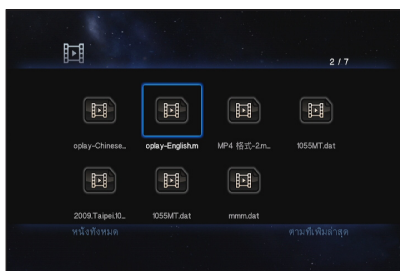 2 / 7
oplay-Chinese... oplay-English.m MP4 格式-2.m... 1055MT.dat
2009.Taipei.10... 1055MT.dat mmm.dat
หนังทั้งหมด ตามที่เพิ่มล่าสุด